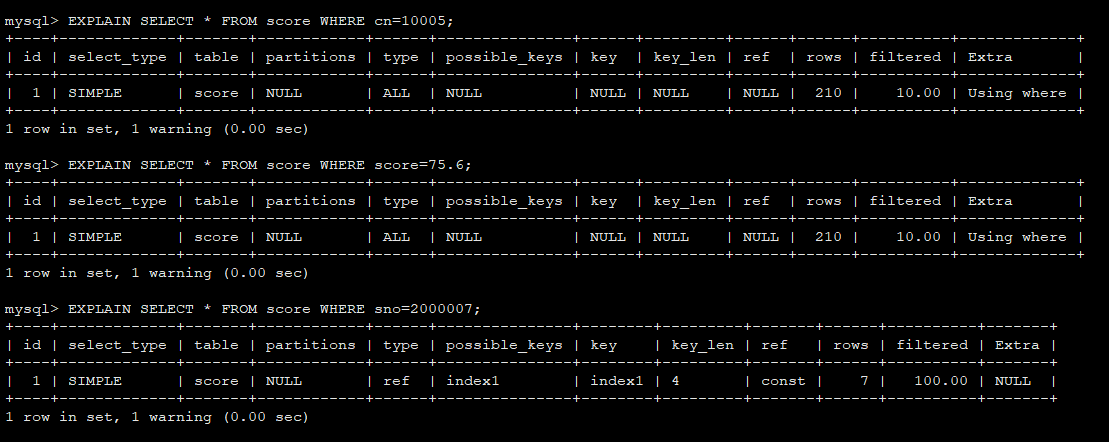 mysql> EXPLAIN SELECT * FROM score WHERE cn=10005;
+----+-------------+-------+------------+------+---------------+------+---------+------+------+----------+-------------+
| id | select_type | table | partitions | type | possible_keys | key  | key_len | ref  | rows | filtered | Extra       |
+----+-------------+-------+------------+------+---------------+------+---------+------+------+----------+-------------+
|  1 | SIMPLE      | score | NULL       | ALL  | NULL          | NULL | NULL    | NULL |  210 |    10.00 | Using where |
+----+-------------+-------+------------+------+---------------+------+---------+------+------+----------+-------------+
1 row in set, 1 warning (0.00 sec)
mysql> EXPLAIN SELECT * FROM score WHERE score=75.6;
+----+-------------+-------+------------+------+---------------+------+---------+------+------+----------+-------------+
| id | select_type | table | partitions | type | possible_keys | key  | key_len | ref  | rows | filtered | Extra       |
+----+-------------+-------+------------+------+---------------+------+---------+------+------+----------+-------------+
|  1 | SIMPLE      | score | NULL       | ALL  | NULL          | NULL | NULL    | NULL |  210 |    10.00 | Using where |
+----+-------------+-------+------------+------+---------------+------+---------+------+------+----------+-------------+
1 row in set, 1 warning (0.00 sec)
mysql> EXPLAIN SELECT * FROM score WHERE sno=2000007;
+----+-------------+-------+------------+------+---------------+--------+---------+-------+------+----------+-------+
| id | select_type | table | partitions | type | possible_keys | key    | key_len | ref   | rows | filtered | Extra |
+----+-------------+-------+------------+------+---------------+--------+---------+-------+------+----------+-------+
|  1 | SIMPLE      | score | NULL       | ref  | index1        | index1 | 4       | const |    7 |   100.00 | NULL  |
+----+-------------+-------+------------+------+---------------+--------+---------+-------+------+----------+-------+
1 row in set, 1 warning (0.00 sec)